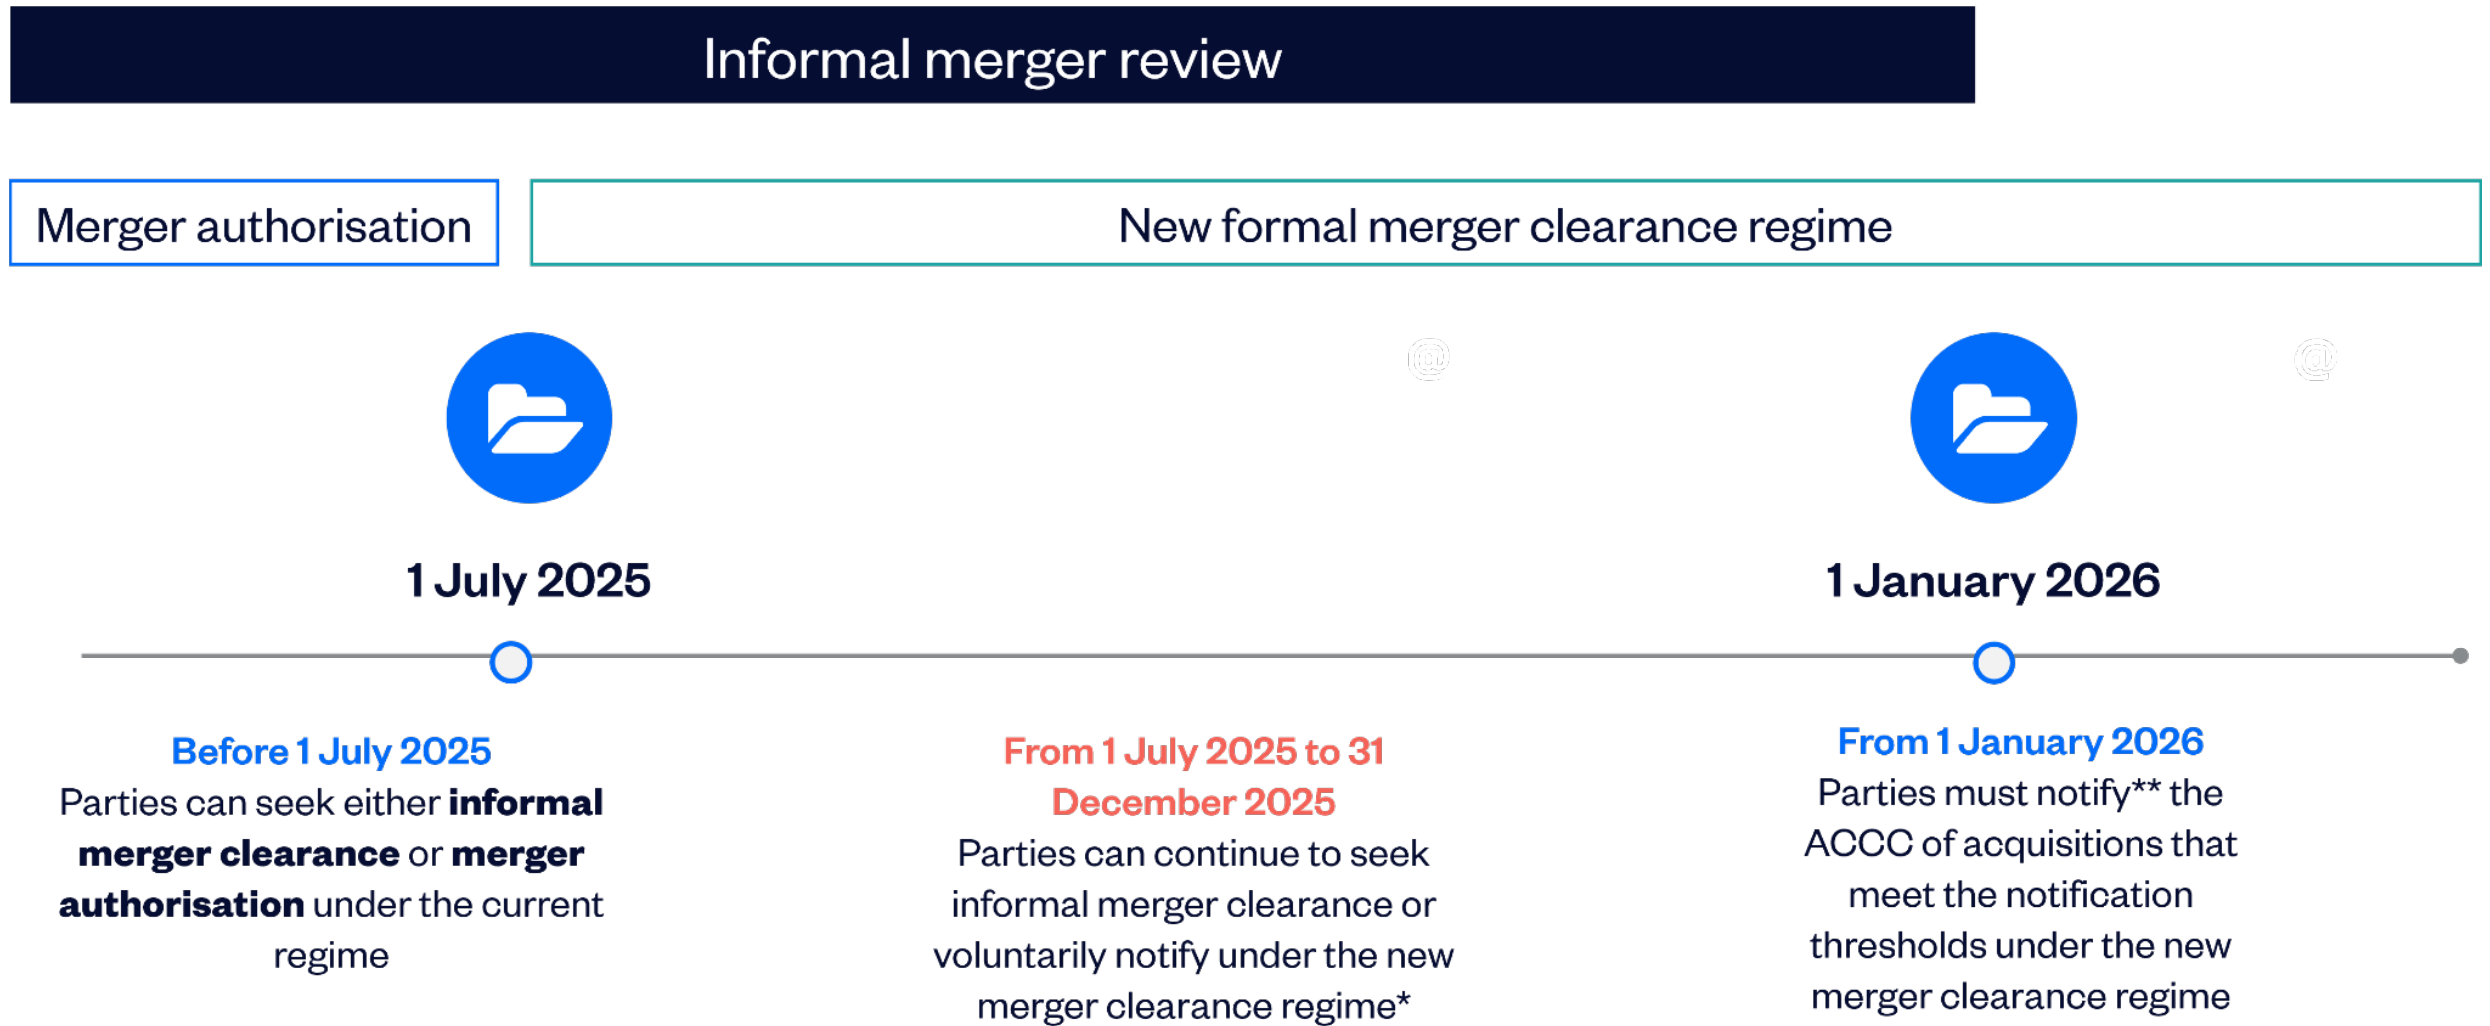 Informal merger review
Merger authorisation
New formal merger clearance regime
@
@
1 July 2025
1 January 2026
Before 1 July 2025
Parties can seek either informal
merger clearance or merger
authorisation under the current
regime
From 1 July 2025 to 31
December 2025
Parties can continue to seek
informal merger clearance or
voluntarily notify under the new
merger clearance regime*
From 1 January 2026
Parties must notify** the
ACCC of acquisitions that
meet the notification
thresholds under the new
merger clearance regime